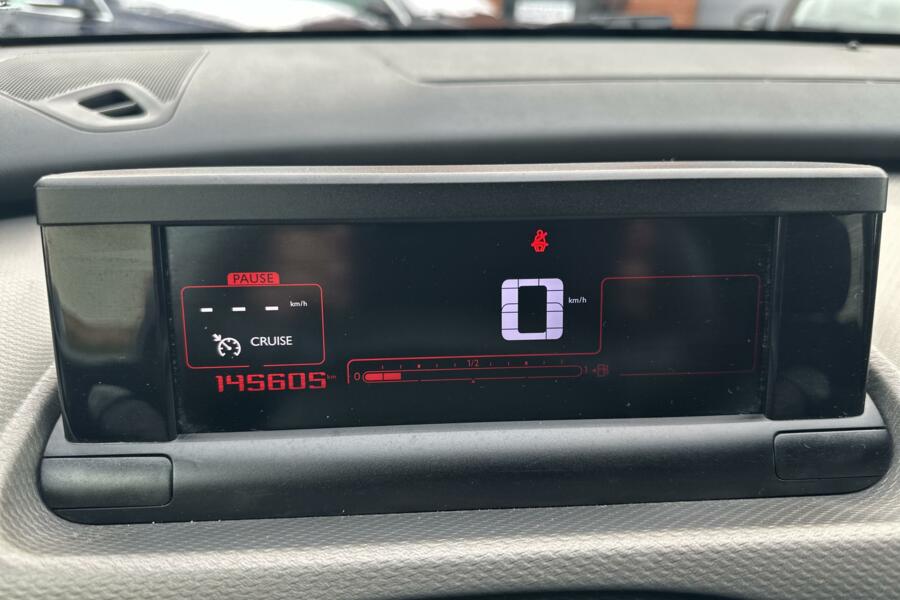 PAUSE
--- km/h
CRUISE
145605 km
0 km/h
0 1/2 1